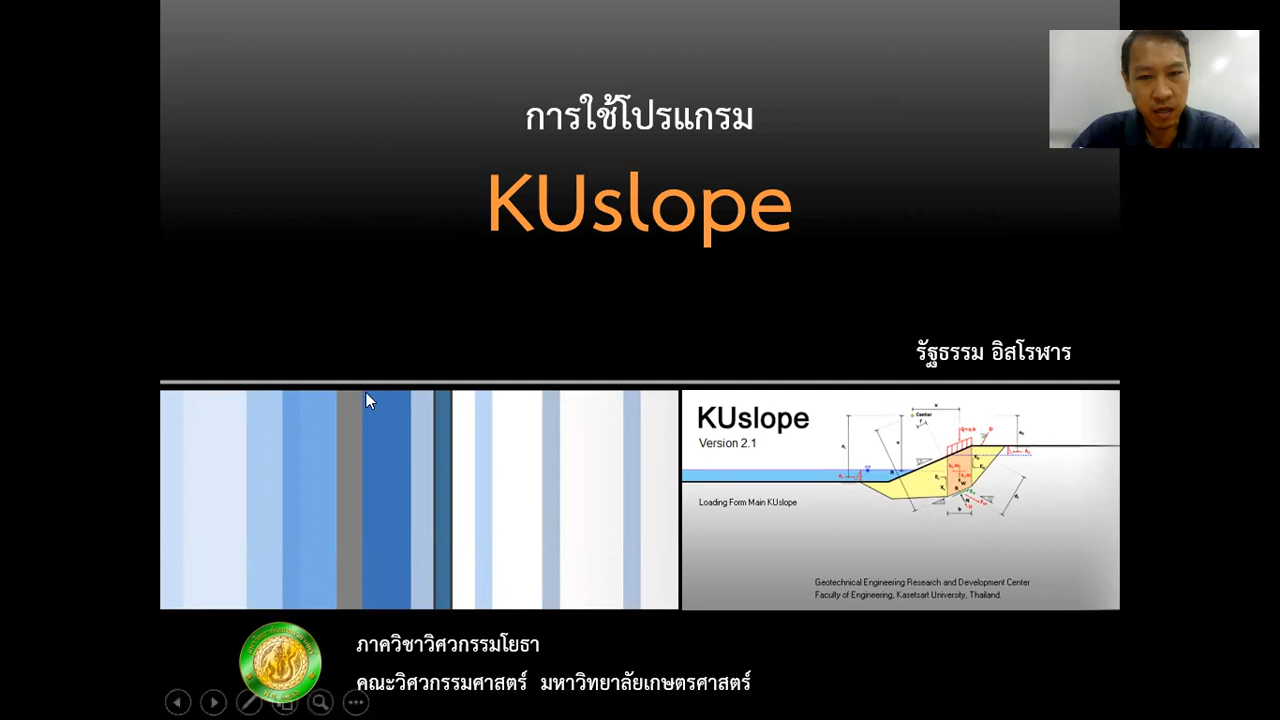 การใช้โปรแกรม
KUslope
รัฐธรรม อิสโรฬาร
KUslope
Version 2.1
Center
Loading Form Main KUslope
Geotechnical Engineering Research and Development Center
Faculty of Engineering, Kasetsart University, Thailand.
ภาควิชาวิศวกรรมโยธา
คณะวิศวกรรมศาสตร์ มหาวิทยาลัยเกษตรศาสตร์